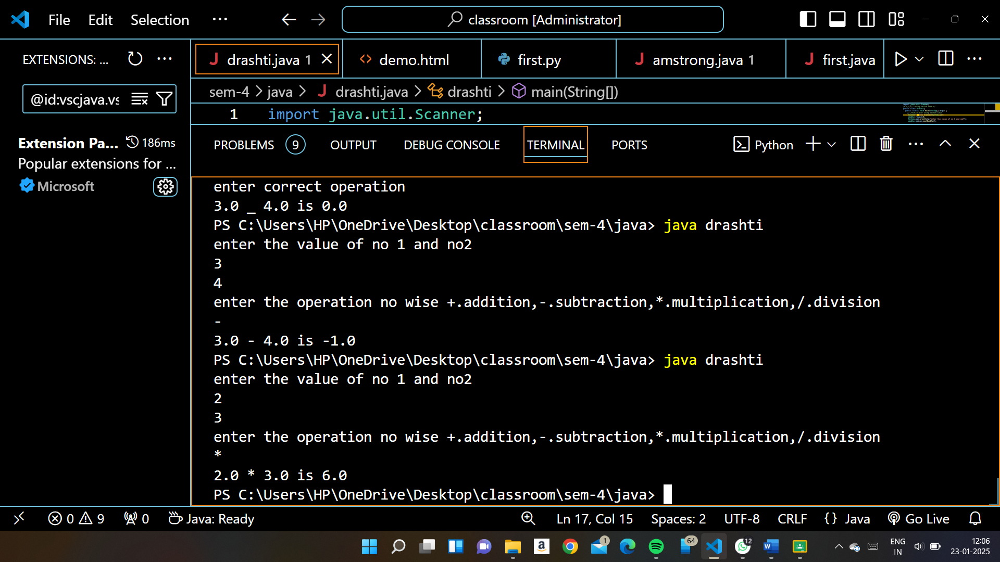 File Edit Selection ··· classroom [Administrator]
EXTENSIONS: ... ···
drashti.java 1 demo.html first.py amstrong.java 1 first.java ···
@id:vscjava.vs
sem-4 > java > drashti.java > drashti > main(String[])
1 import java.util.Scanner;
Extension Pa... 186ms
Popular extensions for ...
Microsoft
PROBLEMS 9 OUTPUT DEBUG CONSOLE TERMINAL PORTS Python ···
enter correct operation
3.0 _ 4.0 is 0.0
PS C:\Users\HP\OneDrive\Desktop\classroom\sem-4\java> java drashti
enter the value of no 1 and no2
3
4
enter the operation no wise +.addition,-.subtraction,*.multiplication,/.division
-
3.0 - 4.0 is -1.0
PS C:\Users\HP\OneDrive\Desktop\classroom\sem-4\java> java drashti
enter the value of no 1 and no2
2
3
enter the operation no wise +.addition,-.subtraction,*.multiplication,/.division
*
2.0 * 3.0 is 6.0
PS C:\Users\HP\OneDrive\Desktop\classroom\sem-4\java>
0 9 0 Java: Ready Ln 17, Col 15 Spaces: 2 UTF-8 CRLF {} Java Go Live
1 64 12
ENG 12:06
IN 23-01-2025